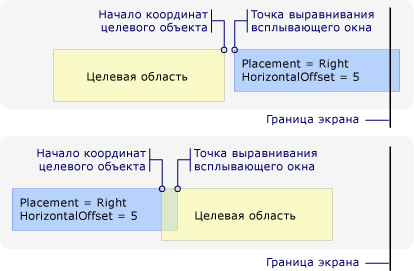 Начало координат
целевого объекта
Точка выравнивания
всплывающего окна
Целевая область
Placement = Right
HorizontalOffset = 5
Граница экрана
Начало координат
целевого объекта
Точка выравнивания
всплывающего окна
Placement = Right
HorizontalOffset = 5
Целевая область
Граница экрана